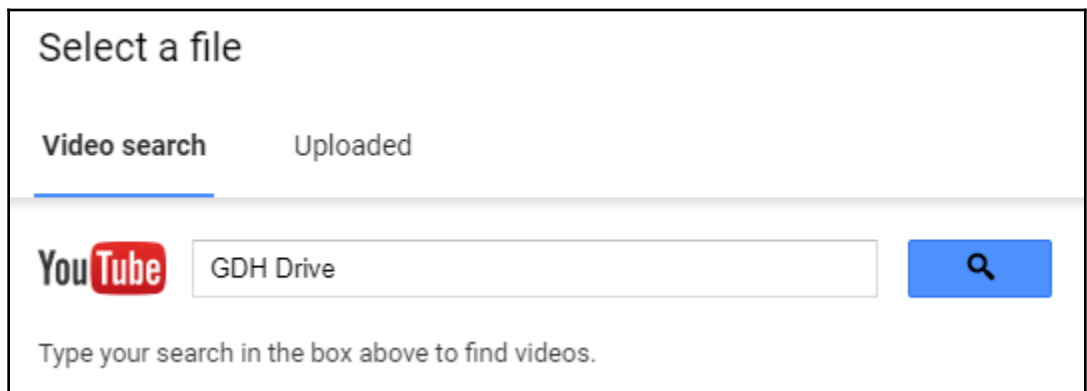 Select a file
Video search Uploaded
YouTube GDH Drive
Type your search in the box above to find videos.